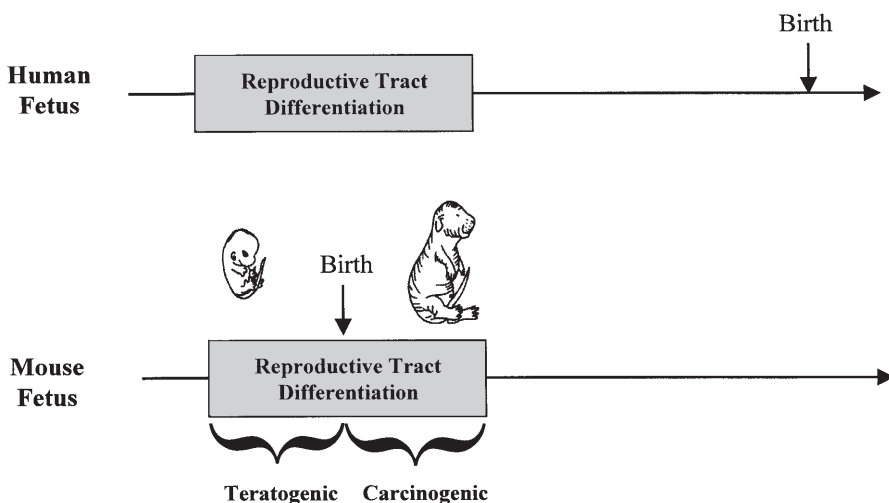 Birth
Human
Fetus
Reproductive Tract
Differentiation
Birth
Mouse
Fetus
Reproductive Tract
Differentiation
Teratogenic Carcinogenic